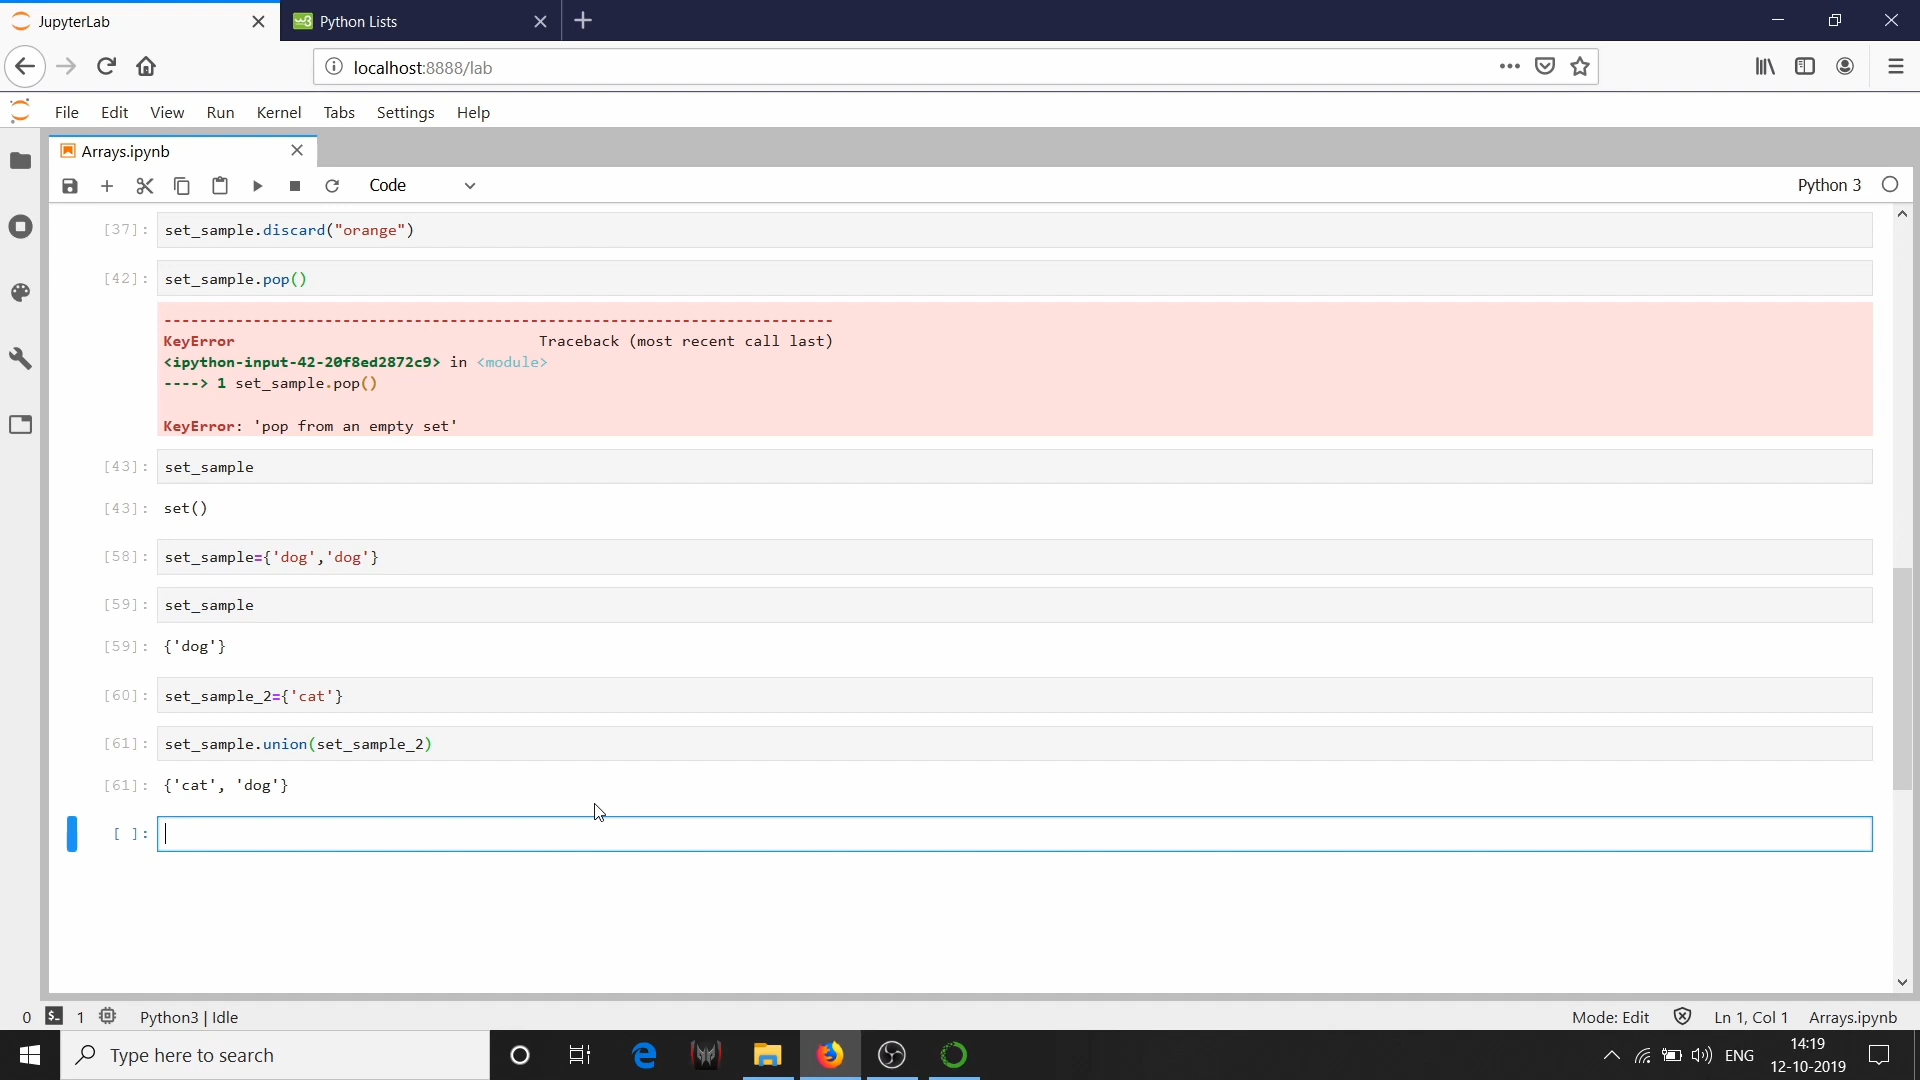 JupyterLab
Python Lists
localhost:8888/lab
File Edit View Run Kernel Tabs Settings Help
Arrays.ipynb
Code
Python 3
[37]: set_sample.discard("orange")
[42]: set_sample.pop()
---------------------------------------------------------------------------
KeyError Traceback (most recent call last)
<ipython-input-42-20f8ed2872c9> in <module>
----> 1 set_sample.pop()
KeyError: 'pop from an empty set'
[43]: set_sample
[43]: set()
[58]: set_sample={'dog','dog'}
[59]: set_sample
[59]: {'dog'}
[60]: set_sample_2={'cat'}
[61]: set_sample.union(set_sample_2)
[61]: {'cat', 'dog'}
[ ]:
0 $_ 1 Python3 | Idle Mode: Edit Ln 1, Col 1 Arrays.ipynb
Type here to search
ENG
14:19
12-10-2019